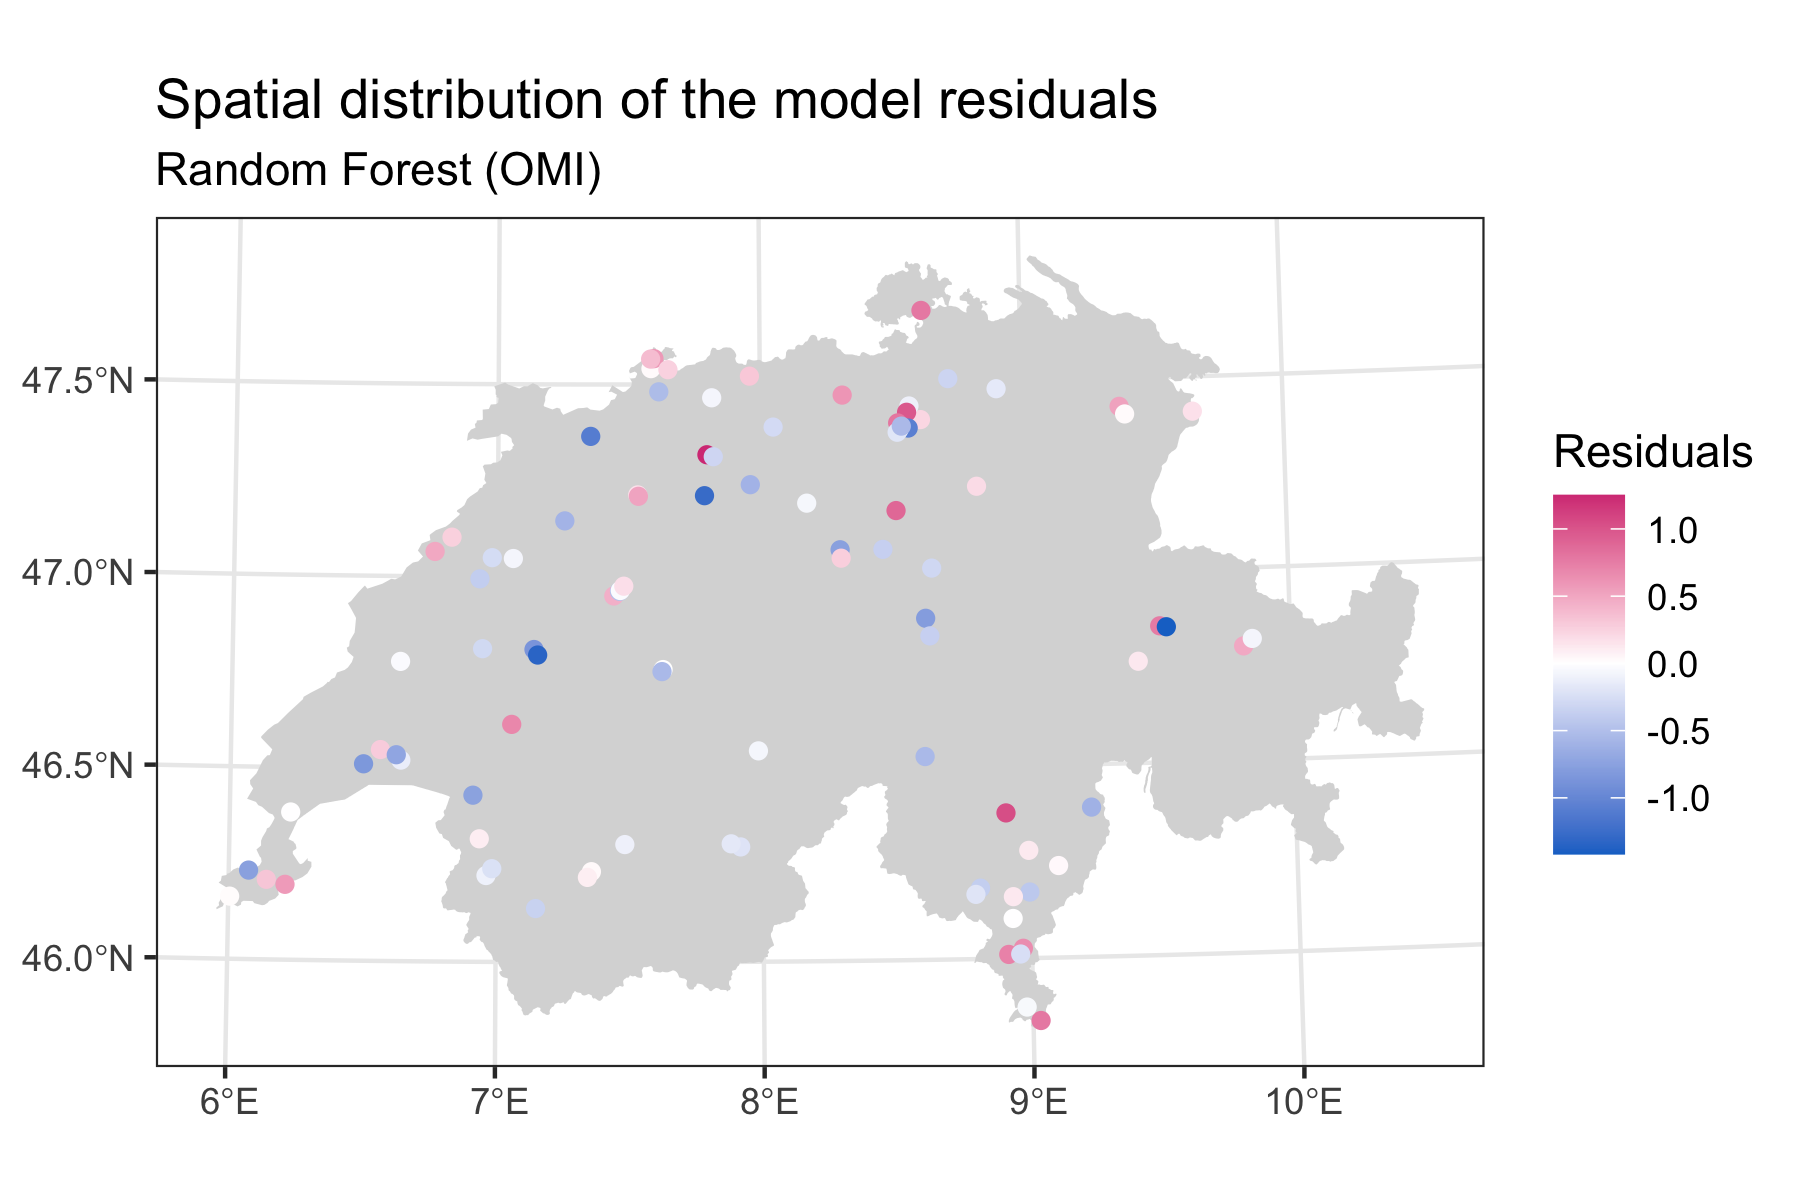 Spatial distribution of the model residuals
Random Forest (OMI)
47.5°N
47.0°N
46.5°N
46.0°N
6°E
7°E
8°E
9°E
10°E
Residuals
1.0
0.5
0.0
-0.5
-1.0